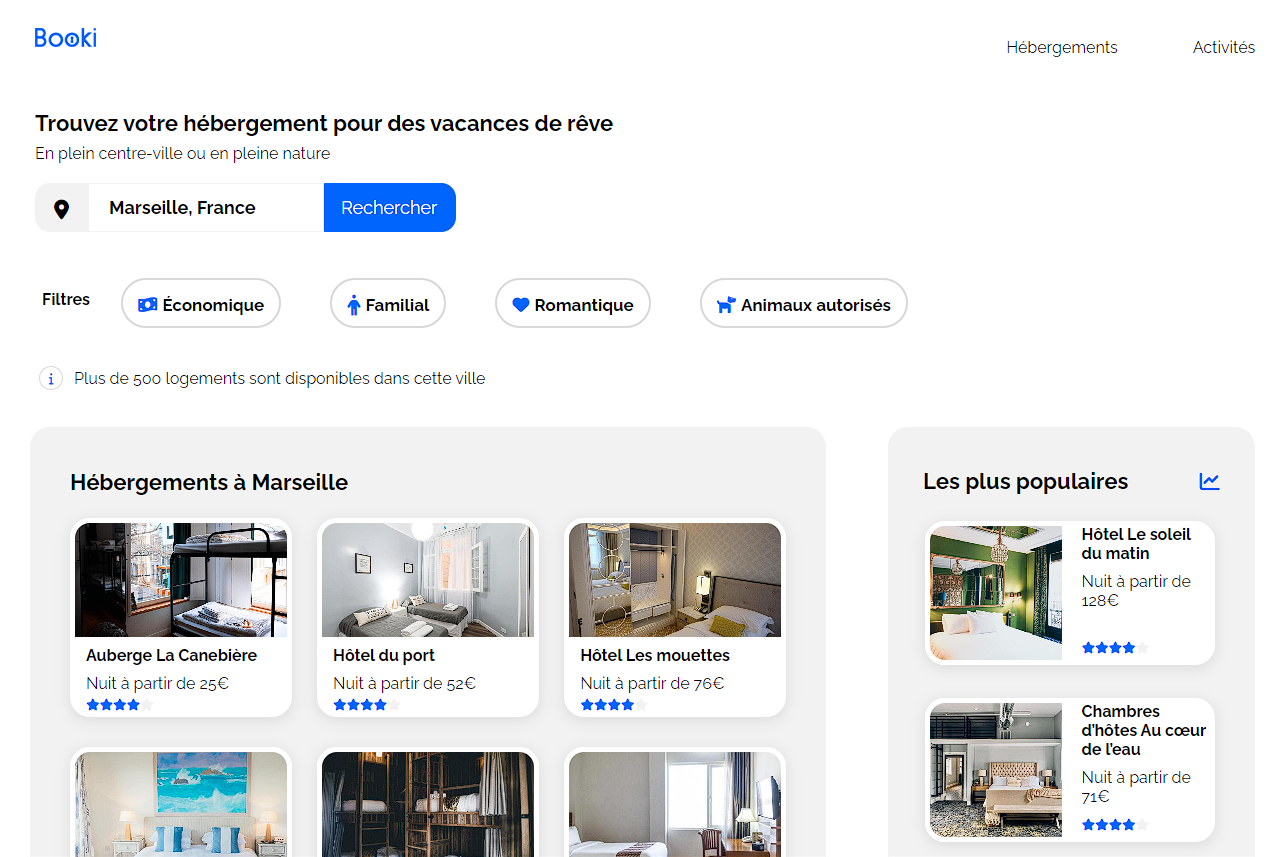 Booki
Hébergements
Activités
Trouvez votre hébergement pour des vacances de rêve
En plein centre-ville ou en pleine nature
Marseille, France
Rechercher
Filtres
Économique
Familial
Romantique
Animaux autorisés
i
Plus de 500 logements sont disponibles dans cette ville
Hébergements à Marseille
Auberge La Canebière
Nuit à partir de 25€
Hôtel du port
Nuit à partir de 52€
Hôtel Les mouettes
Nuit à partir de 76€
Les plus populaires
Hôtel Le soleil
du matin
Nuit à partir de
128€
Chambres
d'hôtes Au cœur
de l'eau
Nuit à partir de
71€